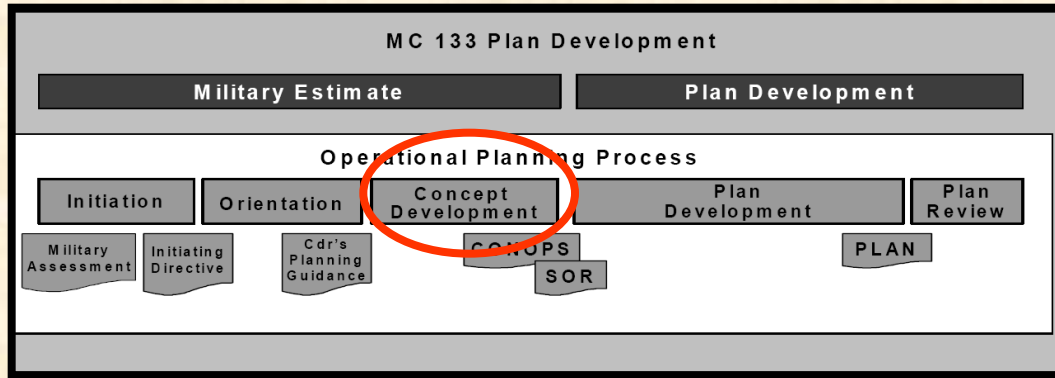 MC 133 Plan Development
Military Estimate
Plan Development
Operational Planning Process
Initiation
Orientation
Concept
Development
Plan
Development
Plan
Review
Military
Assessment
Initiating
Directive
Cdr's
Planning
Guidance
CONOPS
SOR
PLAN